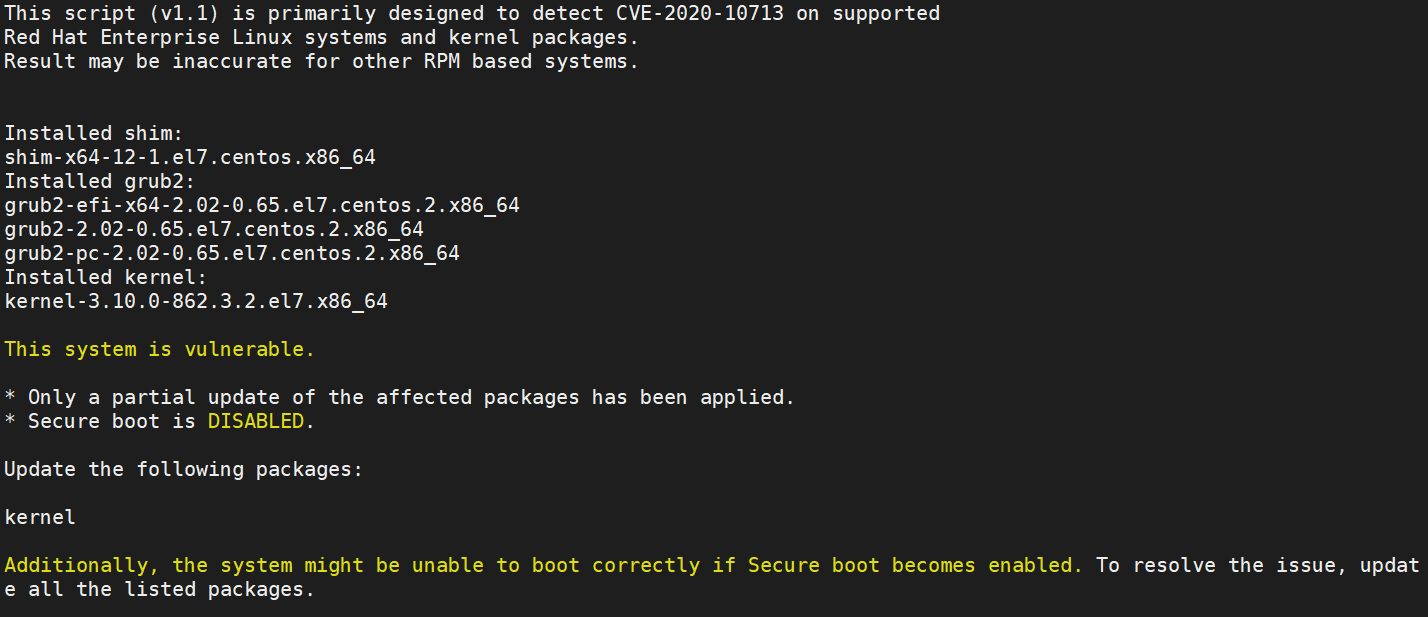 This script (v1.1) is primarily designed to detect CVE-2020-10713 on supported
Red Hat Enterprise Linux systems and kernel packages.
Result may be inaccurate for other RPM based systems.
Installed shim:
shim-x64-12-1.el7.centos.x86_64
Installed grub2:
grub2-efi-x64-2.02-0.65.el7.centos.2.x86_64
grub2-2.02-0.65.el7.centos.2.x86_64
grub2-pc-2.02-0.65.el7.centos.2.x86_64
Installed kernel:
kernel-3.10.0-862.3.2.el7.x86_64
This system is vulnerable.
* Only a partial update of the affected packages has been applied.
* Secure boot is DISABLED.
Update the following packages:
kernel
Additionally, the system might be unable to boot correctly if Secure boot becomes enabled. To resolve the issue, updat
e all the listed packages.